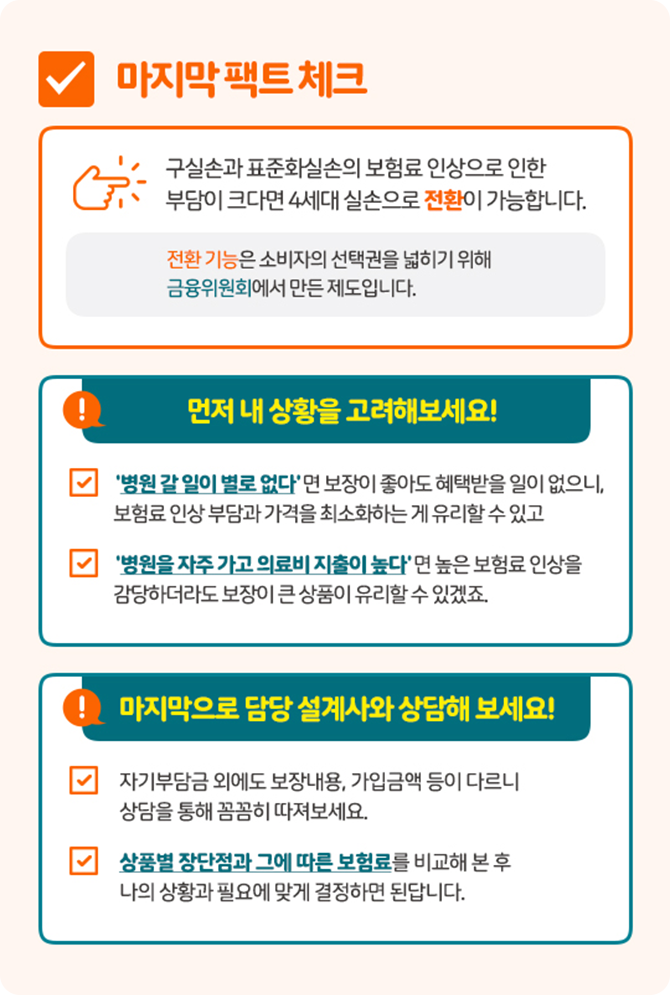 마지막 팩트 체크
구실손과 표준화실손의 보험료 인상으로 인한
부담이 크다면 4세대 실손으로 전환이 가능합니다.
전환 기능은 소비자의 선택권을 넓히기 위해
금융위원회에서 만든 제도입니다.
먼저 내 상황을 고려해보세요!
'병원 갈 일이 별로 없다'면 보장이 좋아도 혜택받을 일이 없으니,
보험료 인상 부담과 가격을 최소화하는 게 유리할 수 있고
'병원을 자주 가고 의료비 지출이 높다'면 높은 보험료 인상을
감당하더라도 보장이 큰 상품이 유리할 수 있겠죠.
마지막으로 담당 설계사와 상담해 보세요!
자기부담금 외에도 보장내용, 가입금액 등이 다르니
상담을 통해 꼼꼼히 따져보세요.
상품별 장단점과 그에 따른 보험료를 비교해 본 후
나의 상황과 필요에 맞게 결정하면 된답니다.